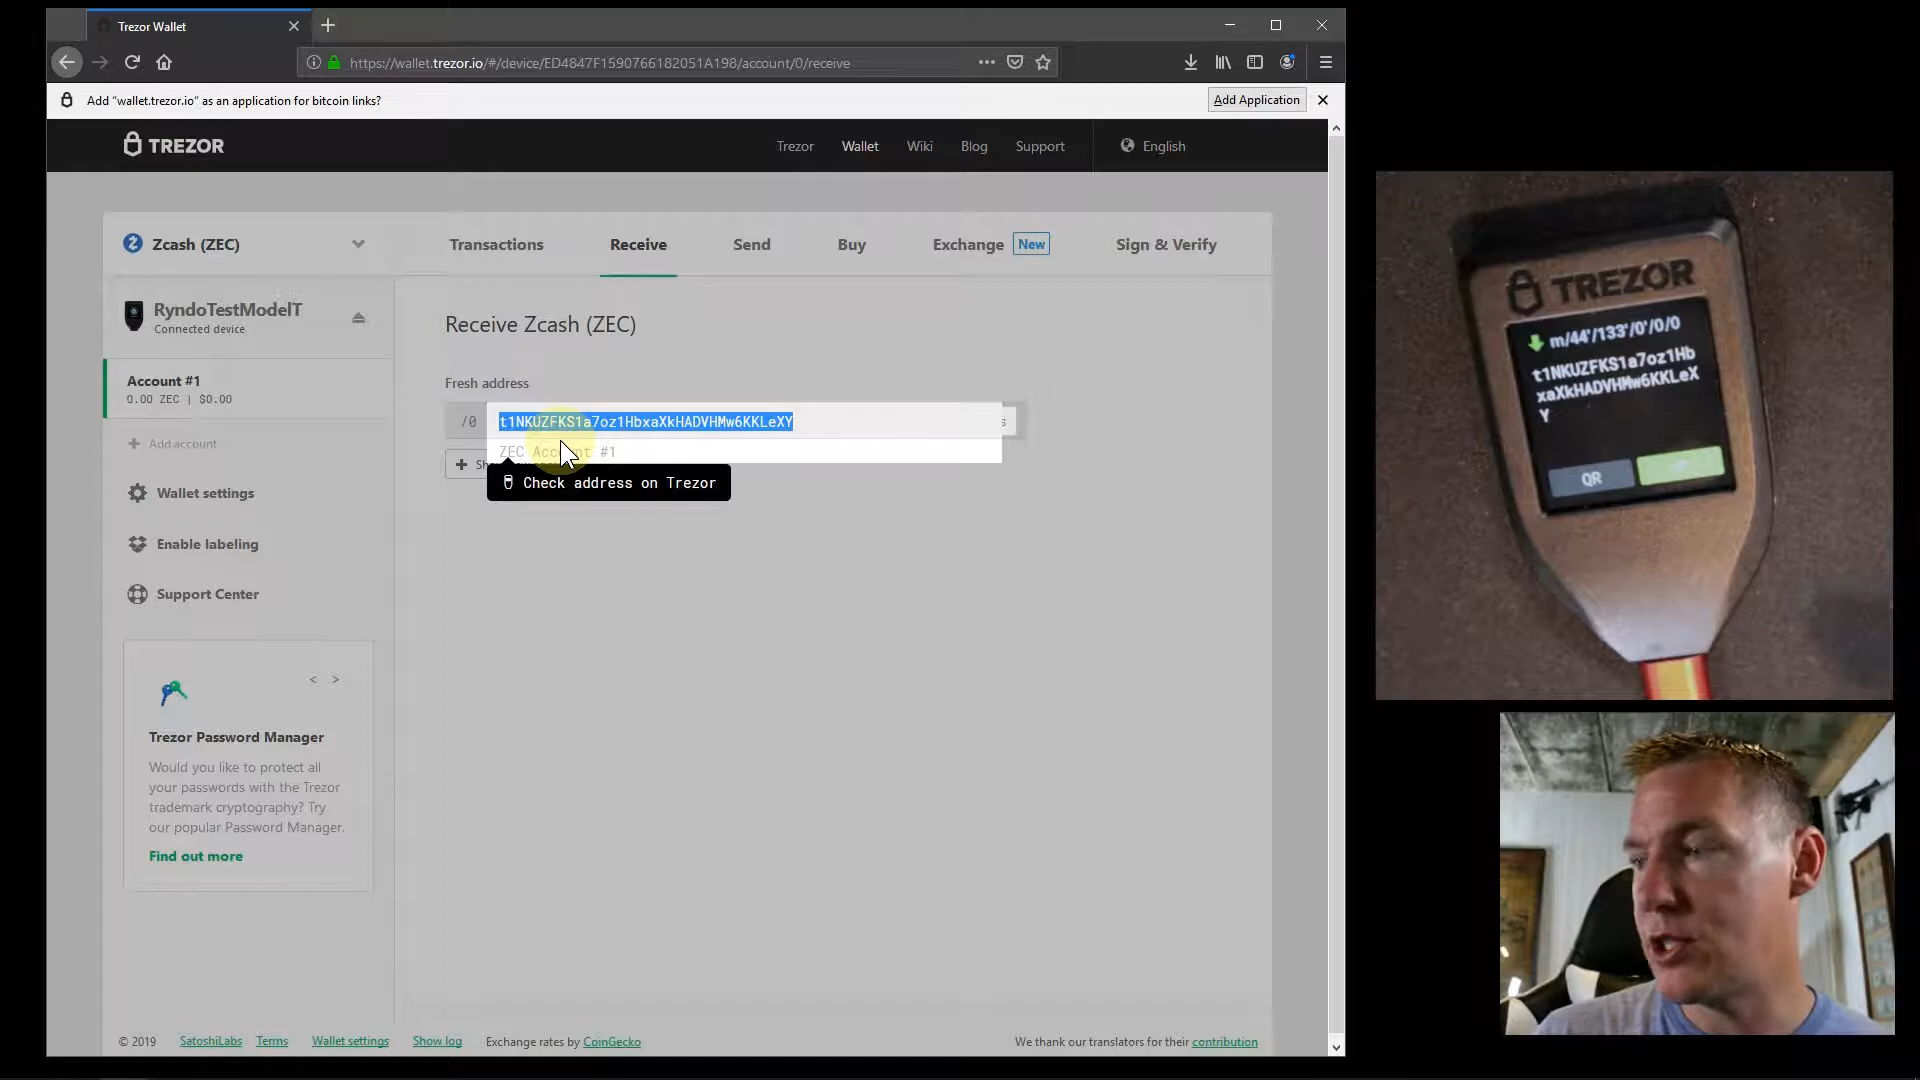 Trezor Wallet
https://wallet.trezor.io/#/device/ED4847F1590766182051A198/account/0/receive
Add "wallet.trezor.io" as an application for bitcoin links?
Add Application
TREZOR
Trezor
Wallet
Wiki
Blog
Support
English
Zcash (ZEC)
Transactions
Receive
Send
Buy
Exchange
New
Sign & Verify
RyndoTestModelT
Connected device
Account #1
0.00 ZEC | $0.00
Add account
Wallet settings
Enable labeling
Support Center
Trezor Password Manager
Would you like to protect all
your passwords with the Trezor
trademark cryptography? Try
our popular Password Manager.
Find out more
Receive Zcash (ZEC)
Fresh address
/0
t1NKUZFKS1a7oz1HbxaXkHADVHMw6KKLeXY
ZEC Account #1
Check address on Trezor
© 2019
SatoshiLabs
Terms
Wallet settings
Show log
Exchange rates by CoinGecko
We thank our translators for their contribution
TREZOR
m/44'/133'/0'/0/0
t1NKUZFKS1a7oz1Hb
xaXkHADVHMw6KKLeX
Y
QR